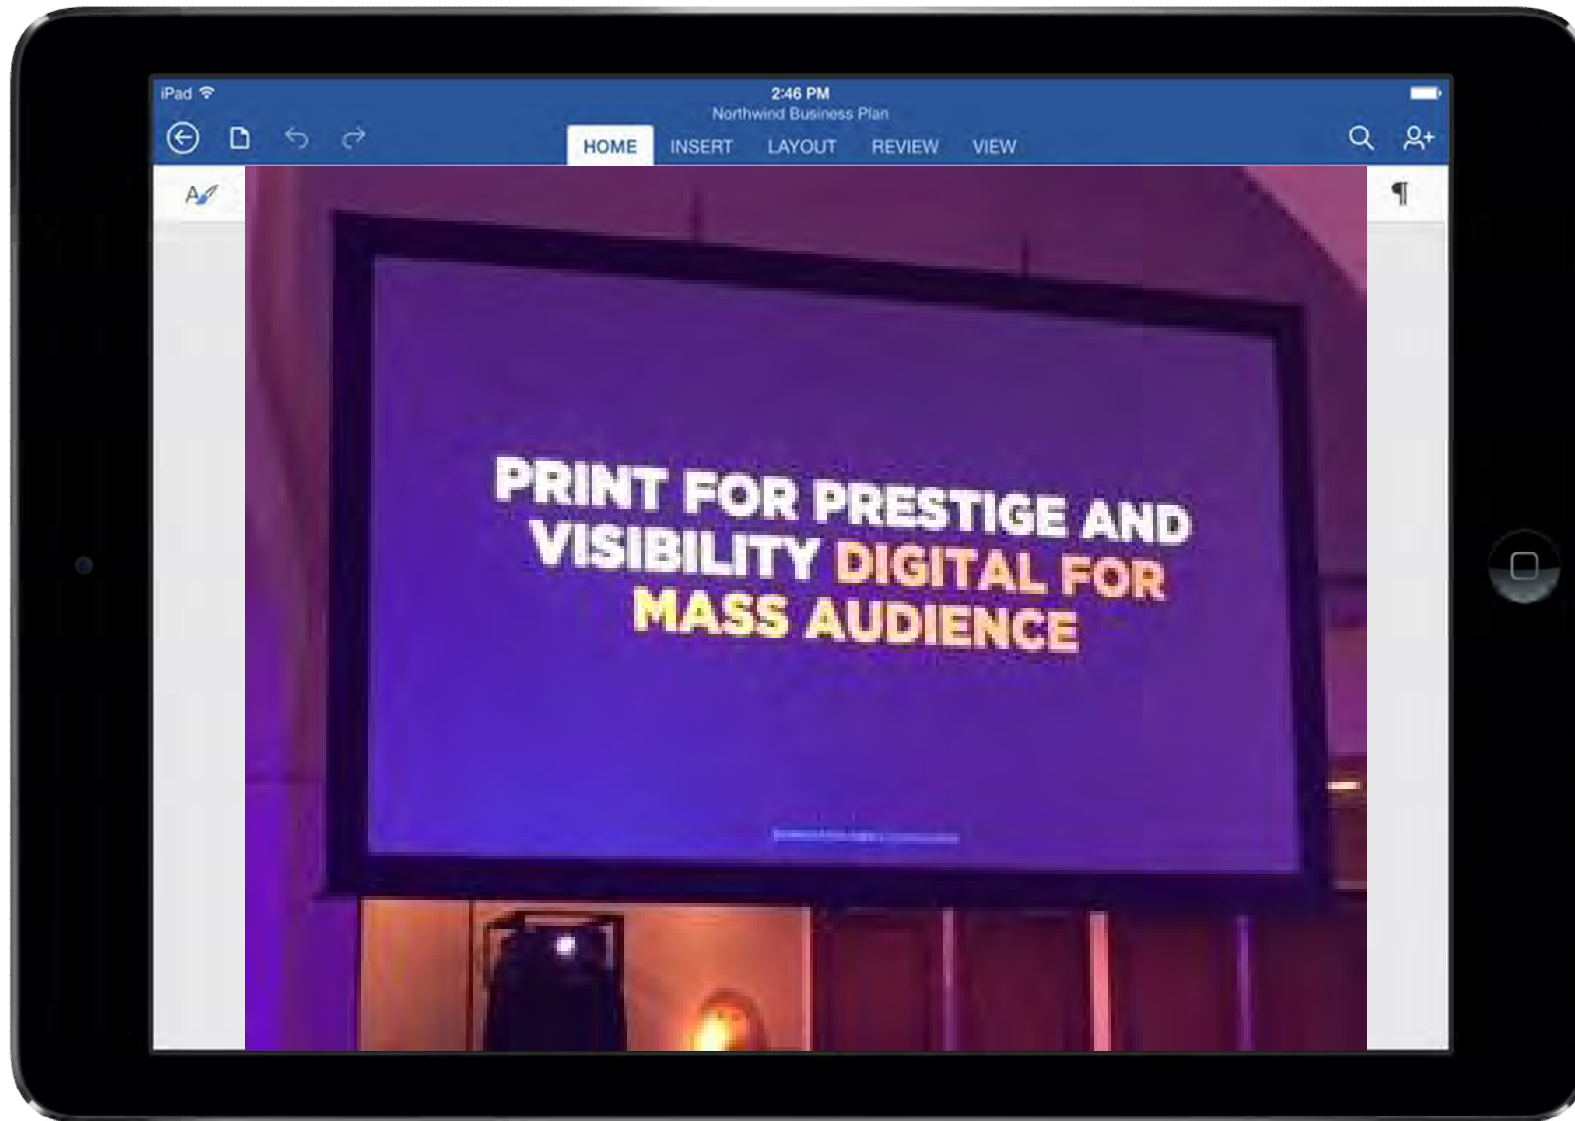 iPad
2:46 PM
Northwind Business Plan
HOME INSERT LAYOUT REVIEW VIEW
A
¶
PRINT FOR PRESTIGE AND
VISIBILITY DIGITAL FOR
MASS AUDIENCE